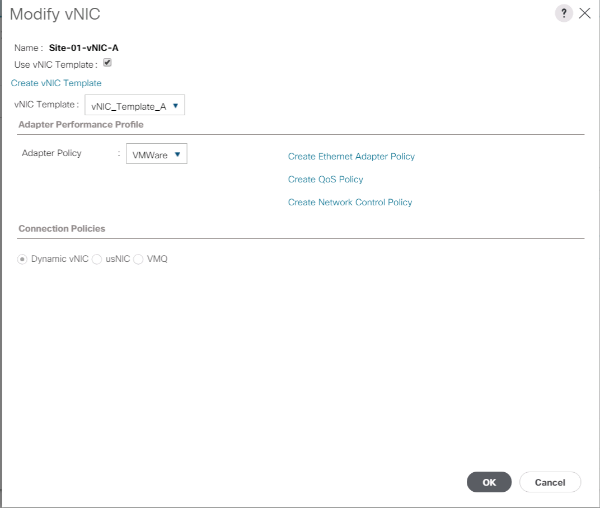 Modify vNIC
?
Name : Site-01-vNIC-A
Use vNIC Template :
Create vNIC Template
vNIC Template : vNIC_Template_A
Adapter Performance Profile
Adapter Policy : VMWare
Create Ethernet Adapter Policy
Create QoS Policy
Create Network Control Policy
Connection Policies
Dynamic vNIC usNIC VMQ
OK Cancel